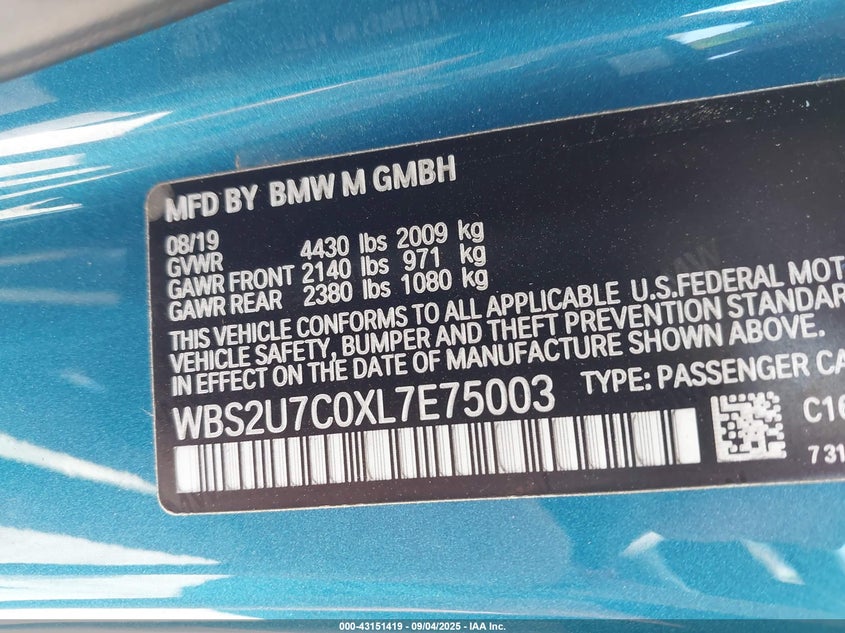 MFD BY BMW M GMBH
08/19
GVWR 4430 lbs 2009 kg
GAWR FRONT 2140 lbs 971 kg
GAWR REAR 2380 lbs 1080 kg
THIS VEHICLE CONFORMS TO ALL APPLICABLE U.S.FEDERAL MOT
VEHICLE SAFETY, BUMPER AND THEFT PREVENTION STANDAR
IN EFFECT ON THE DATE OF MANUFACTURE SHOWN ABOVE.
WBS2U7C0XL7E75003 TYPE: PASSENGER CA
C16
731
000-43151419 - 09/04/2025 - IAA Inc.